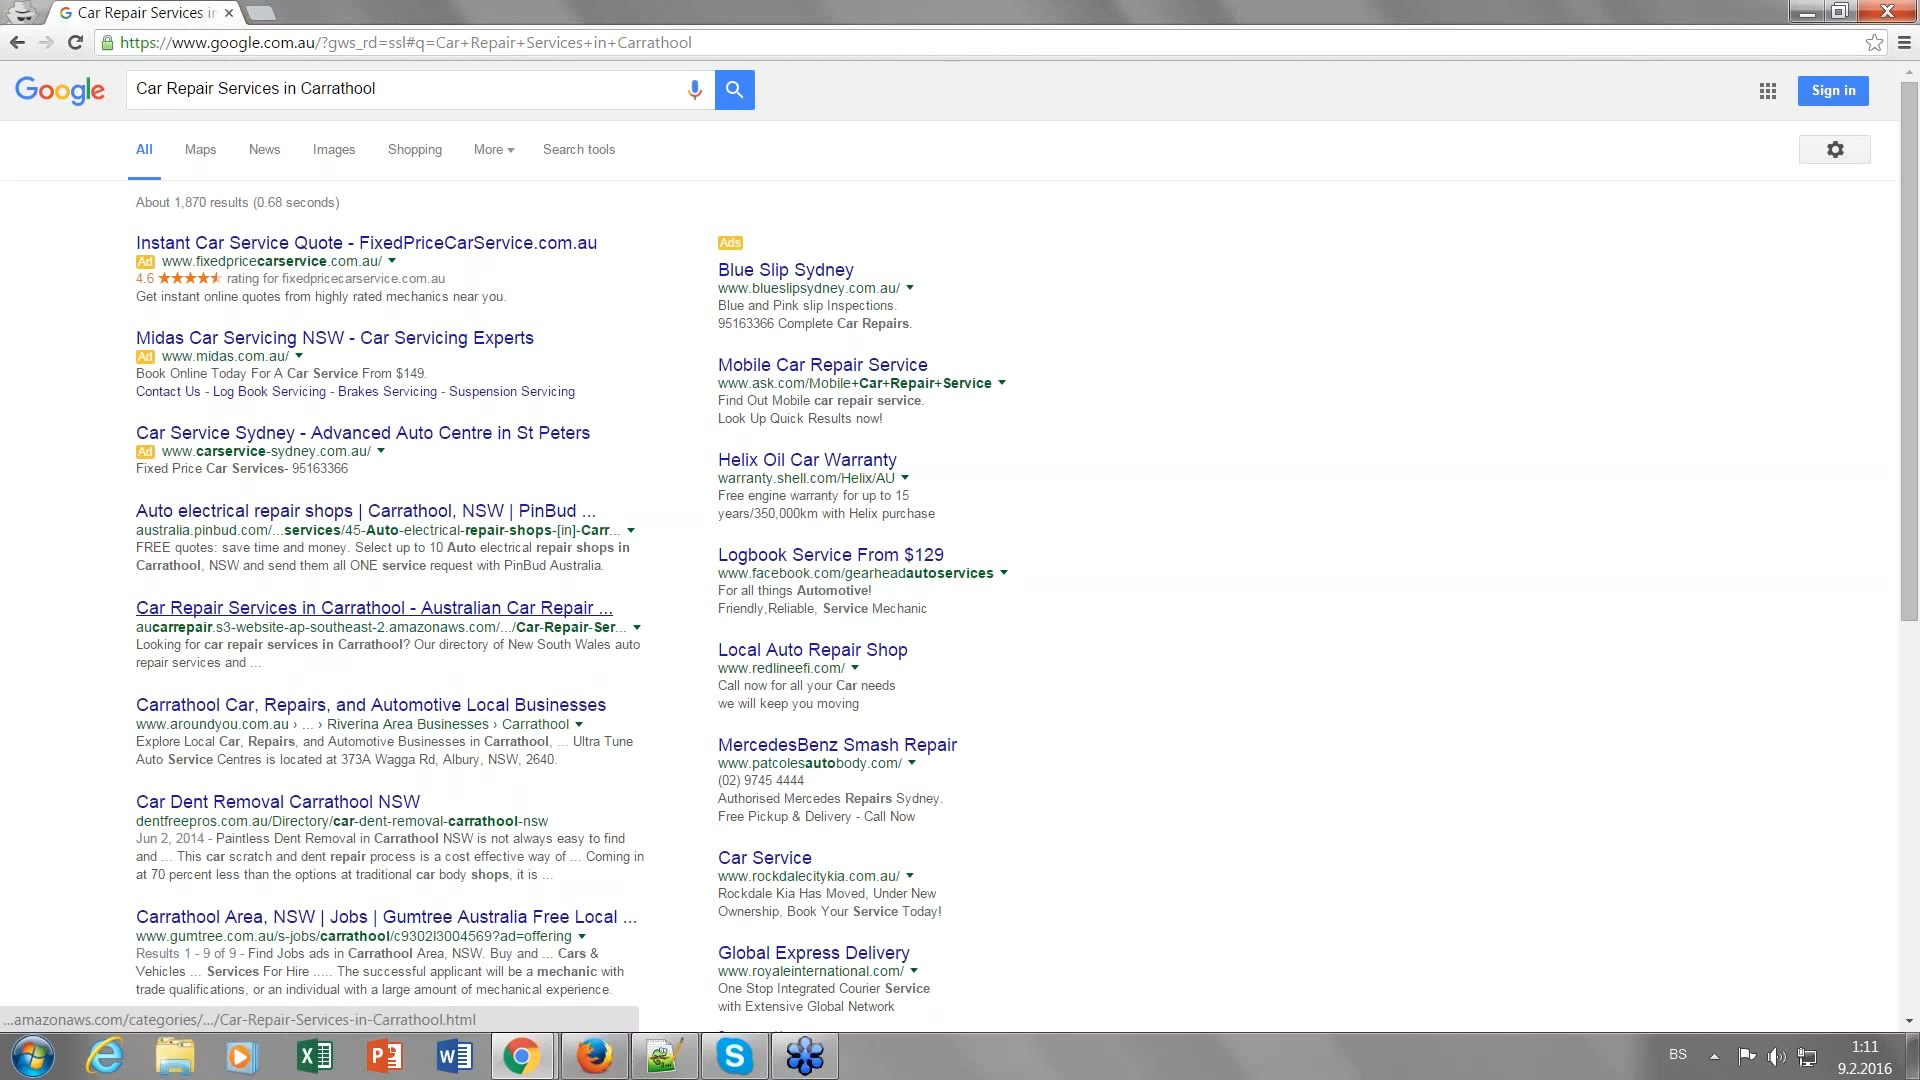 Car Repair Services in
https://www.google.com.au/?gws_rd=ssl#q=Car+Repair+Services+in+Carrathool
Google
Car Repair Services in Carrathool
Sign in
All Maps News Images Shopping More Search tools
About 1,870 results (0.68 seconds)
Instant Car Service Quote - FixedPriceCarService.com.au
Ad www.fixedpricecarservice.com.au/
4.6 rating for fixedpricecarservice.com.au
Get instant online quotes from highly rated mechanics near you.
Midas Car Servicing NSW - Car Servicing Experts
Ad www.midas.com.au/
Book Online Today For A Car Service From $149.
Contact Us - Log Book Servicing - Brakes Servicing - Suspension Servicing
Car Service Sydney - Advanced Auto Centre in St Peters
Ad www.carservice-sydney.com.au/
Fixed Price Car Services- 95163366
Auto electrical repair shops | Carrathool, NSW | PinBud ...
australia.pinbud.com/...services/45-Auto-electrical-repair-shops-[in]-Carr...
FREE quotes: save time and money. Select up to 10 Auto electrical repair shops in
Carrathool, NSW and send them all ONE service request with PinBud Australia.
Car Repair Services in Carrathool - Australian Car Repair ...
aucarrepair.s3-website-ap-southeast-2.amazonaws.com/.../Car-Repair-Ser...
Looking for car repair services in Carrathool? Our directory of New South Wales auto
repair services and ...
Carrathool Car, Repairs, and Automotive Local Businesses
www.aroundyou.com.au › ... › Riverina Area Businesses › Carrathool
Explore Local Car, Repairs, and Automotive Businesses in Carrathool, ... Ultra Tune
Auto Service Centres is located at 373A Wagga Rd, Albury, NSW, 2640.
Car Dent Removal Carrathool NSW
dentfreepros.com.au/Directory/car-dent-removal-carrathool-nsw
Jun 2, 2014 - Paintless Dent Removal in Carrathool NSW is not always easy to find
and ... This car scratch and dent repair process is a cost effective way of ... Coming in
at 70 percent less than the options at traditional car body shops, it is ...
Carrathool Area, NSW | Jobs | Gumtree Australia Free Local ...
www.gumtree.com.au/s-jobs/carrathool/c9302l3004569?ad=offering
Results 1 - 9 of 9 - Find Jobs ads in Carrathool Area, NSW. Buy and ... Cars &
Vehicles ... Services For Hire ..... The successful applicant will be a mechanic with
trade qualifications, or an individual with a large amount of mechanical experience.
Ads
Blue Slip Sydney
www.blueslipsydney.com.au/
Blue and Pink slip Inspections.
95163366 Complete Car Repairs.
Mobile Car Repair Service
www.ask.com/Mobile+Car+Repair+Service
Find Out Mobile car repair service.
Look Up Quick Results now!
Helix Oil Car Warranty
warranty.shell.com/Helix/AU
Free engine warranty for up to 15
years/350,000km with Helix purchase
Logbook Service From $129
www.facebook.com/gearheadautoservices
For all things Automotive!
Friendly,Reliable, Service Mechanic
Local Auto Repair Shop
www.redlineefi.com/
Call now for all your Car needs
we will keep you moving
MercedesBenz Smash Repair
www.patcolesautobody.com/
(02) 9745 4444
Authorised Mercedes Repairs Sydney.
Free Pickup & Delivery - Call Now
Car Service
www.rockdalecitykia.com.au/
Rockdale Kia Has Moved, Under New
Ownership, Book Your Service Today!
Global Express Delivery
www.royaleinternational.com/
One Stop Integrated Courier Service
with Extensive Global Network
...amazonaws.com/categories/.../Car-Repair-Services-in-Carrathool.html
BS
1:11
9.2.2016